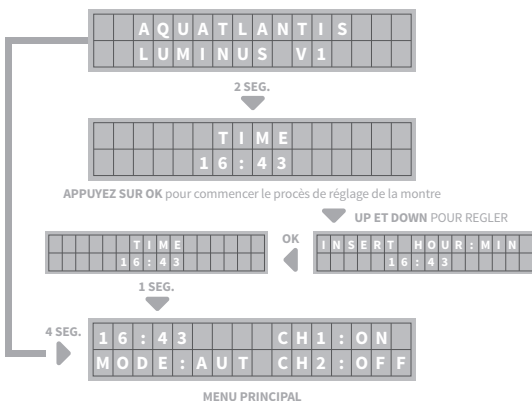 AQUATLANTIS
LUMINUS V1
2 SEG.
TIME
16:43
APPUYEZ SUR OK pour commencer le procès de réglage de la montre
UP ET DOWN POUR REGLER
INSERT HOUR:MIN
16:43
OK
TIME
16:43
1 SEG.
4 SEG.
16:43 CH1:ON
MODE:AUT CH2:OFF
MENU PRINCIPAL